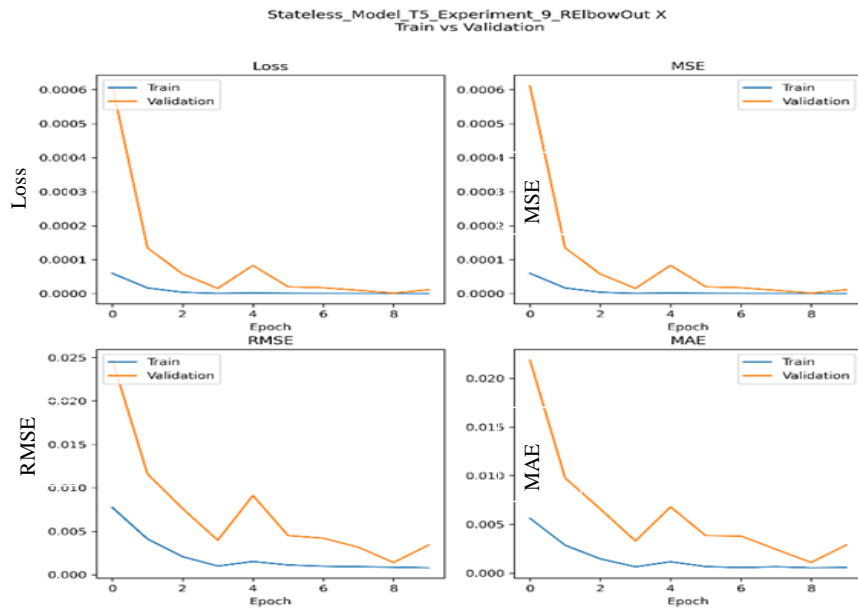 Stateless_Model_T5_Experiment_9_RElbowOut X
Train vs Validation
Loss
Train
Validation
0.0006
0.0005
0.0004
0.0003
0.0002
0.0001
0.0000
Loss
0 2 4 6 8
Epoch
MSE
Train
Validation
0.0006
0.0005
0.0004
0.0003
0.0002
0.0001
0.0000
MSE
0 2 4 6 8
Epoch
RMSE
Train
Validation
0.025
0.020
0.015
0.010
0.005
0.000
RMSE
0 2 4 6 8
Epoch
MAE
Train
Validation
0.020
0.015
0.010
0.005
0.000
MAE
0 2 4 6 8
Epoch